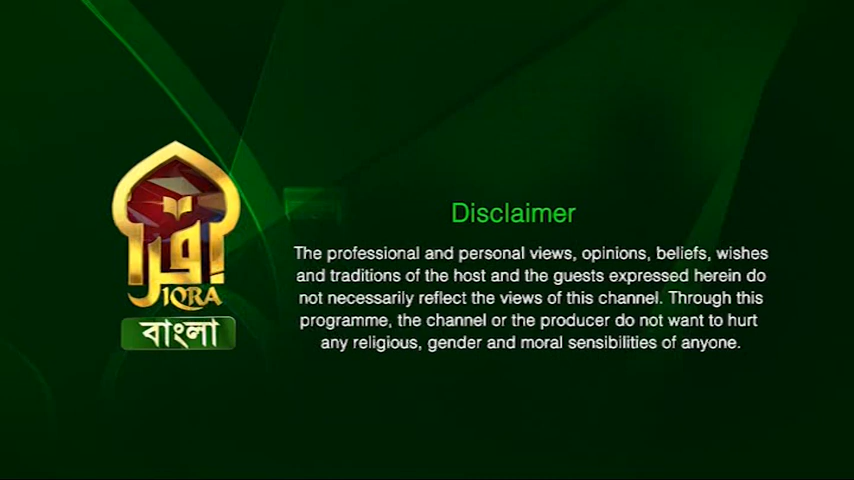 اقرأ
IQRA
বাংলা
Disclaimer
The professional and personal views, opinions, beliefs, wishes
and traditions of the host and the guests expressed herein do
not necessarily reflect the views of this channel. Through this
programme, the channel or the producer do not want to hurt
any religious, gender and moral sensibilities of anyone.